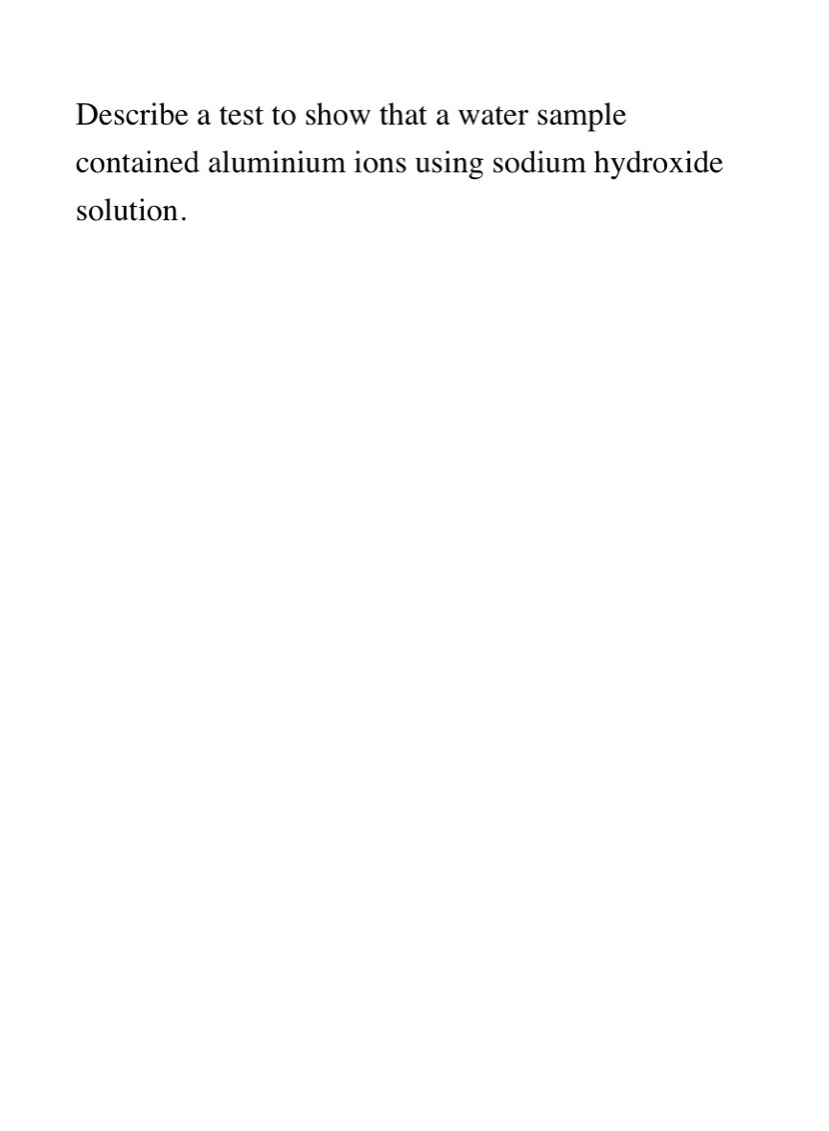 Describe a test to show that a water sample
contained aluminium ions using sodium hydroxide
solution.